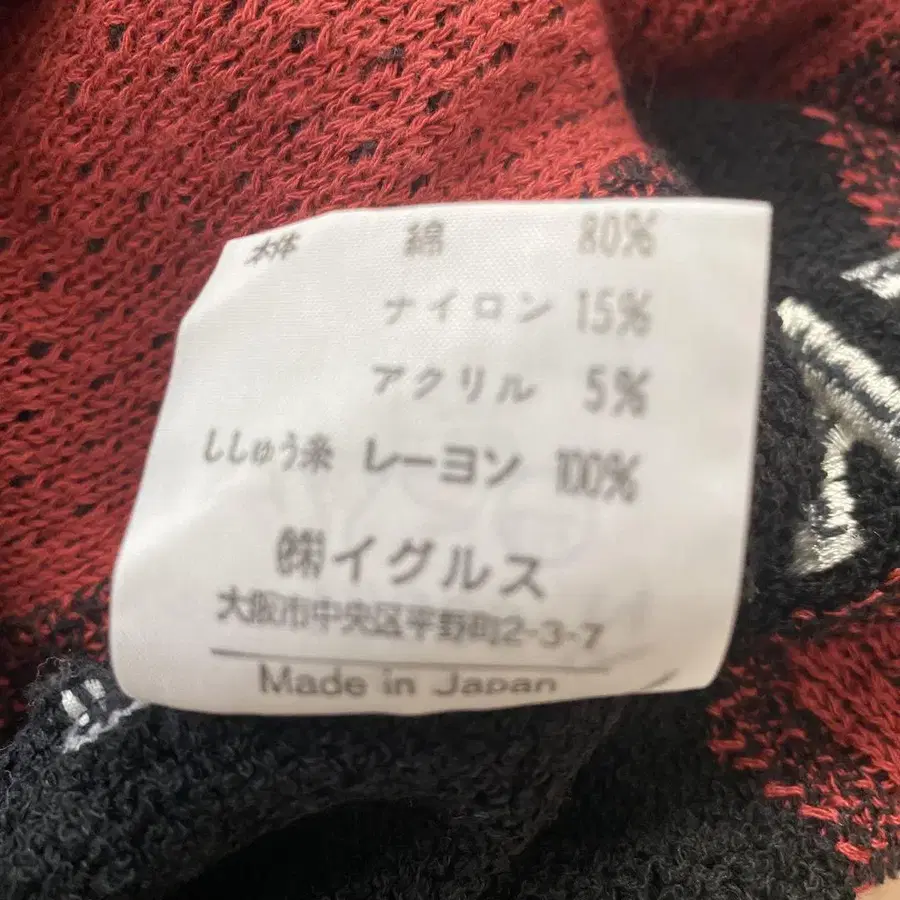 本体 綿 80%
ナイロン 15%
アクリル 5%
ししゅう糸 レーヨン 100%
㈱イグルス
大阪市中央区平野町2-3-7
Made in Japan